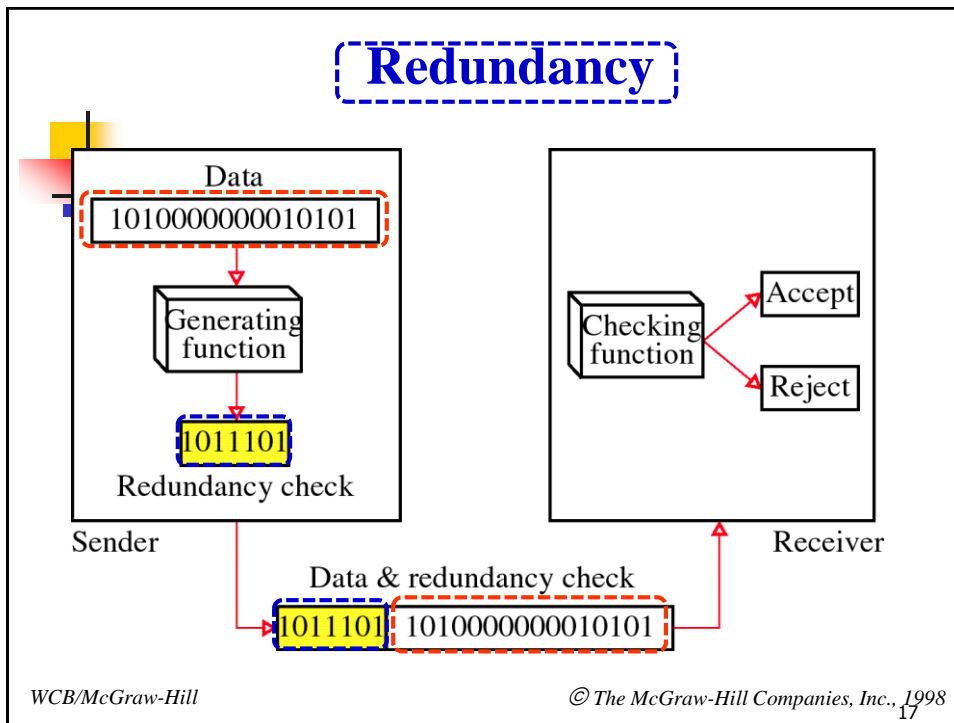 Redundancy
Data
1010000000010101
Generating
function
1011101
Redundancy check
Sender
Checking
function
Accept
Reject
Receiver
Data & redundancy check
1011101 1010000000010101
WCB/McGraw-Hill
© The McGraw-Hill Companies, Inc., 1998
17